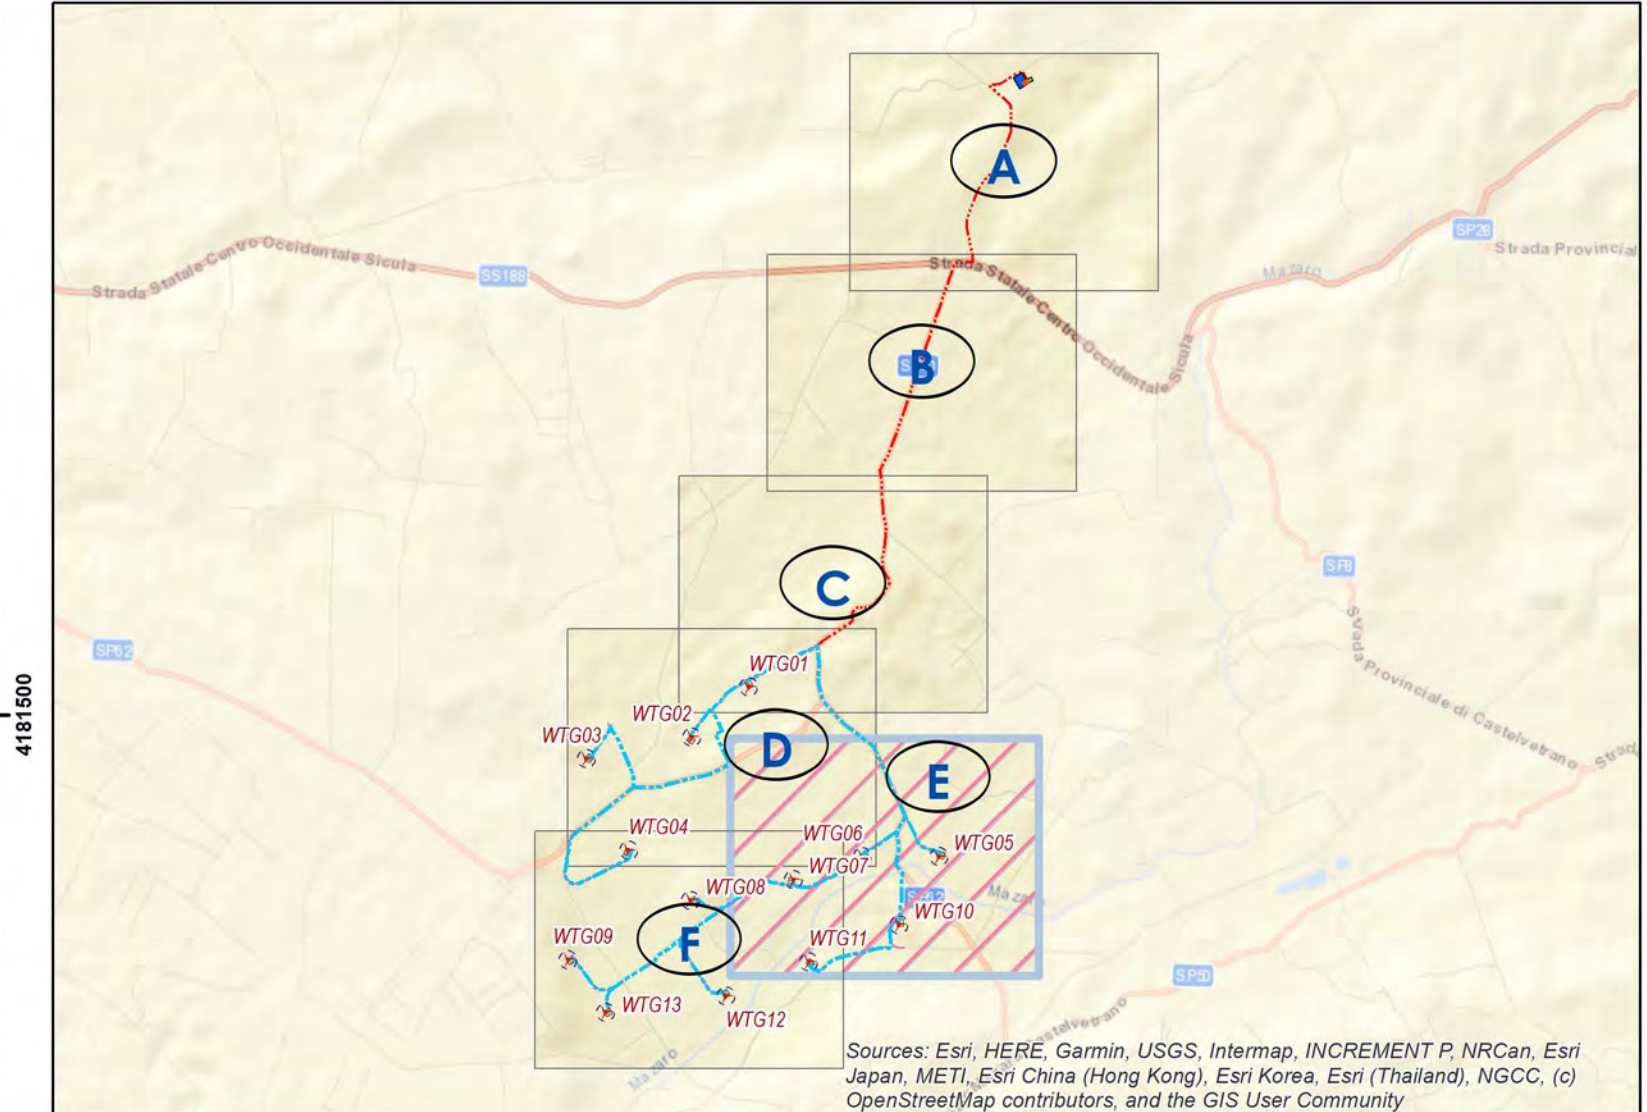 A
SP28
Strada Provincial
Mazaro
Strada Statale Centro Occidentale Sicula
SS188
Strada Statale Centro Occidentale Sicula
B
SP8
C
Strada Provinciale di Castelvetrano
SP62
4181500
WTG01
WTG02
WTG03
D
E
WTG04
WTG06
WTG05
WTG07
WTG08
SP62
Mazaro
WTG10
WTG09
F
WTG11
SP50
WTG13
WTG12
Castelvetrano
Mazaro
Sources: Esri, HERE, Garmin, USGS, Intermap, INCREMENT P, NRCan, Esri
Japan, METI, Esri China (Hong Kong), Esri Korea, Esri (Thailand), NGCC, (c)
OpenStreetMap contributors, and the GIS User Community